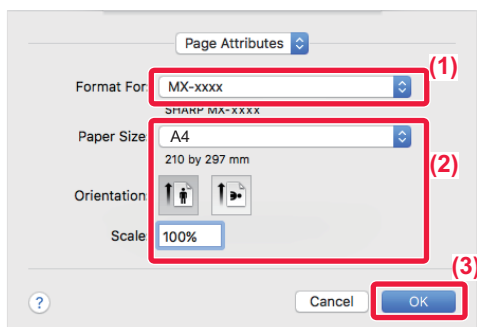 Page Attributes
(1)
Format For: MX-xxxx
SHARP MX-xxxx
Paper Size: A4
210 by 297 mm
(2)
Orientation:
Scale: 100%
(3)
? Cancel OK